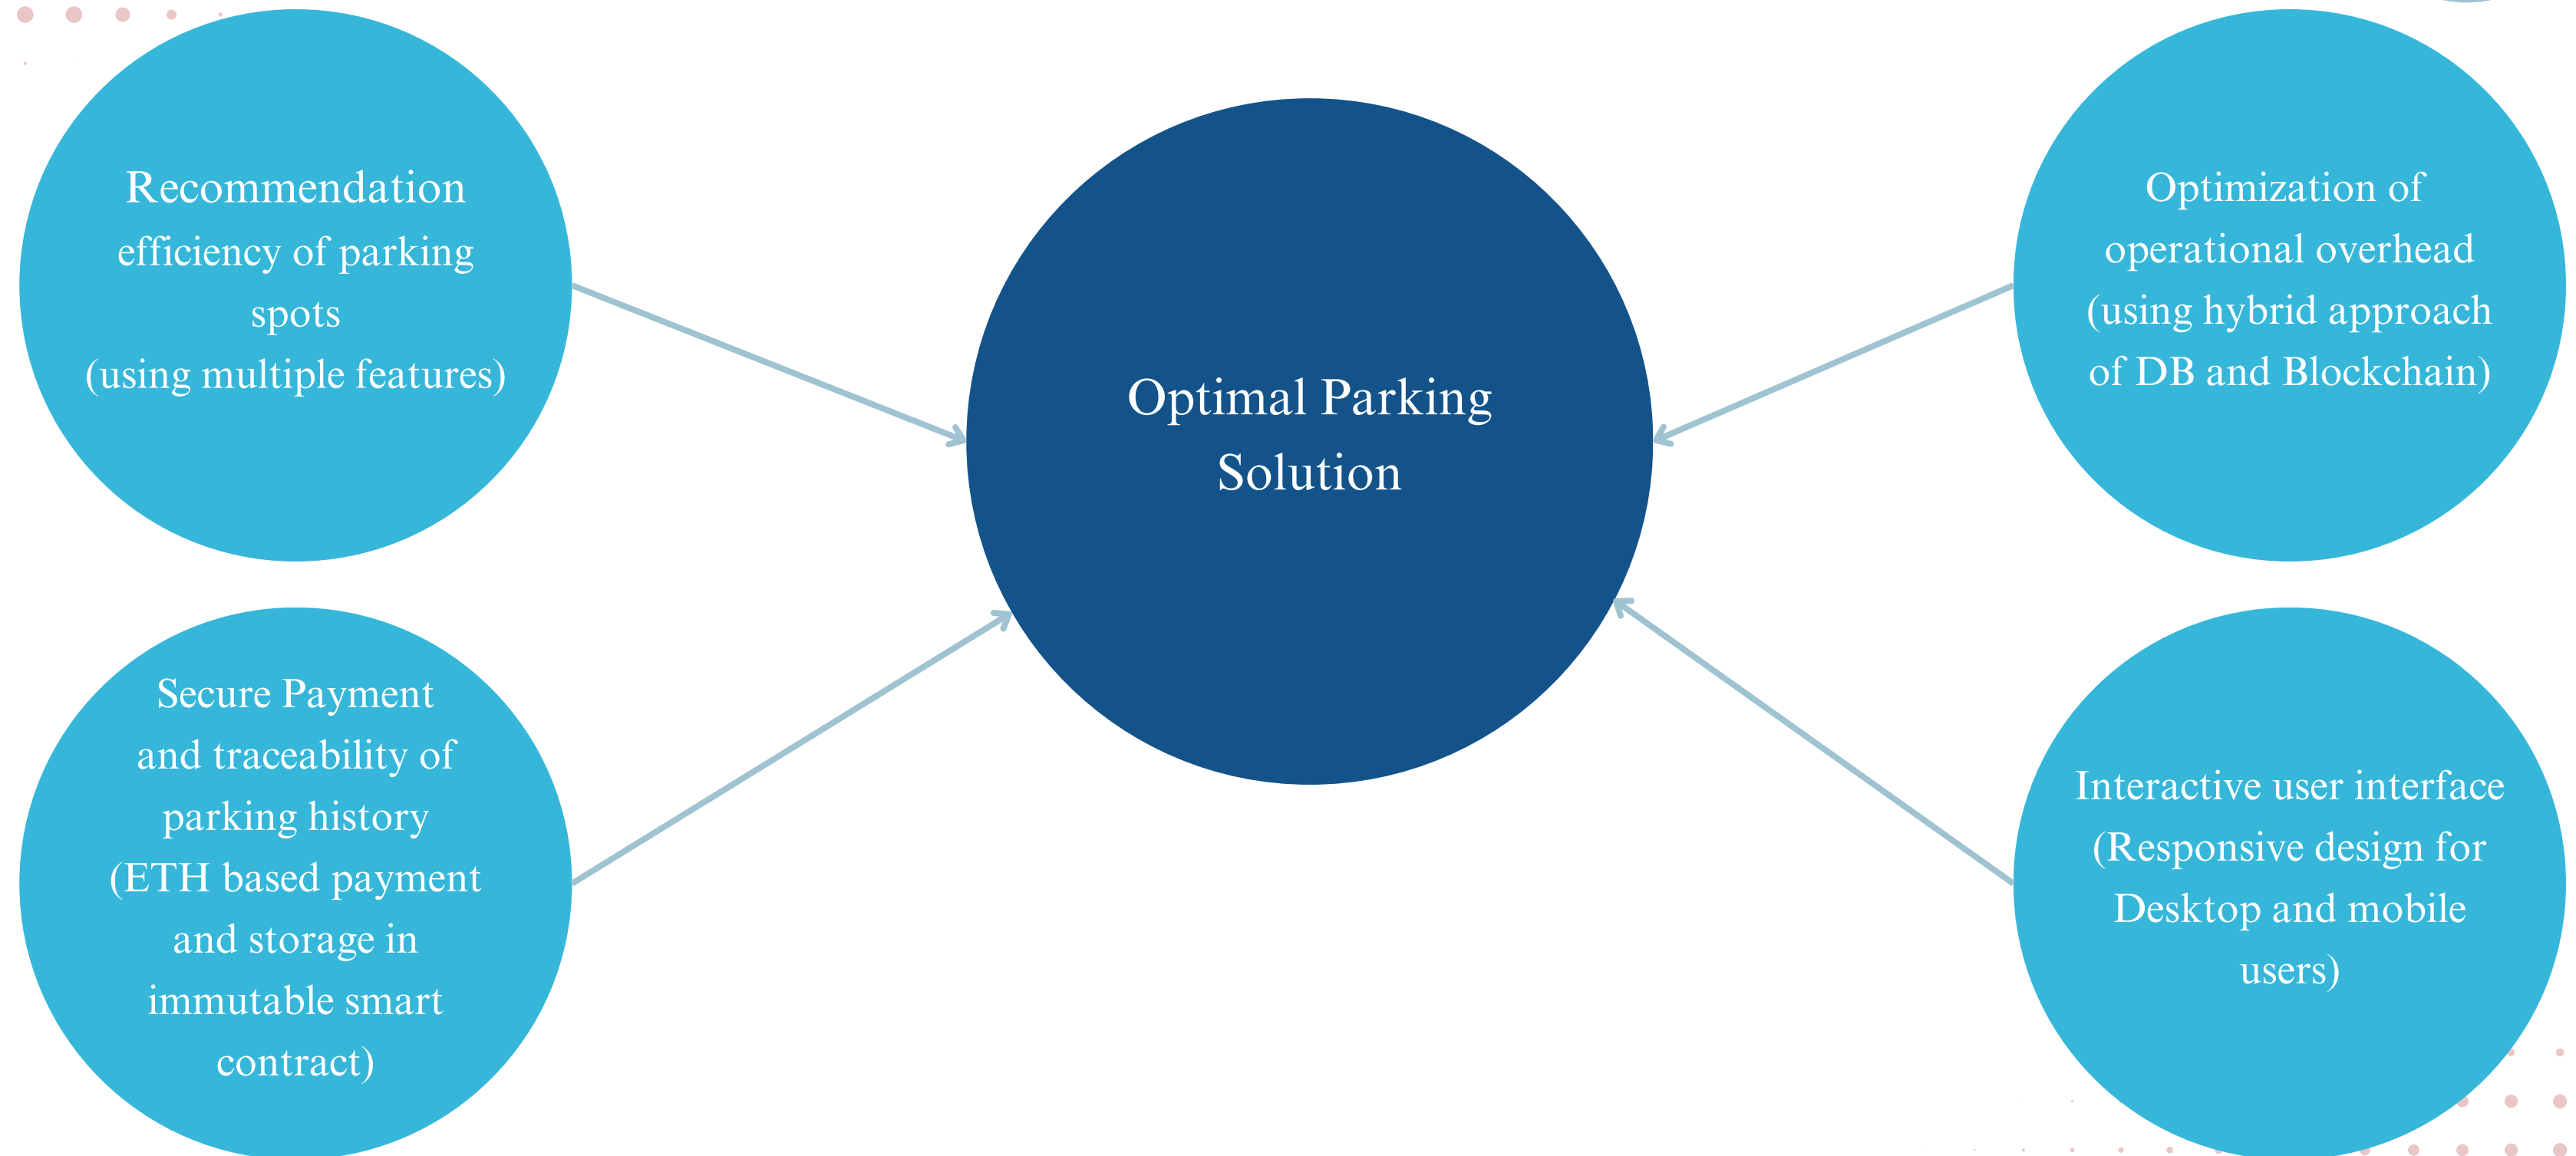 Recommendation
efficiency of parking
spots
(using multiple features)
Optimal Parking
Solution
Optimization of
operational overhead
(using hybrid approach
of DB and Blockchain)
Secure Payment
and traceability of
parking history
(ETH based payment
and storage in
immutable smart
contract)
Interactive user interface
(Responsive design for
Desktop and mobile
users)